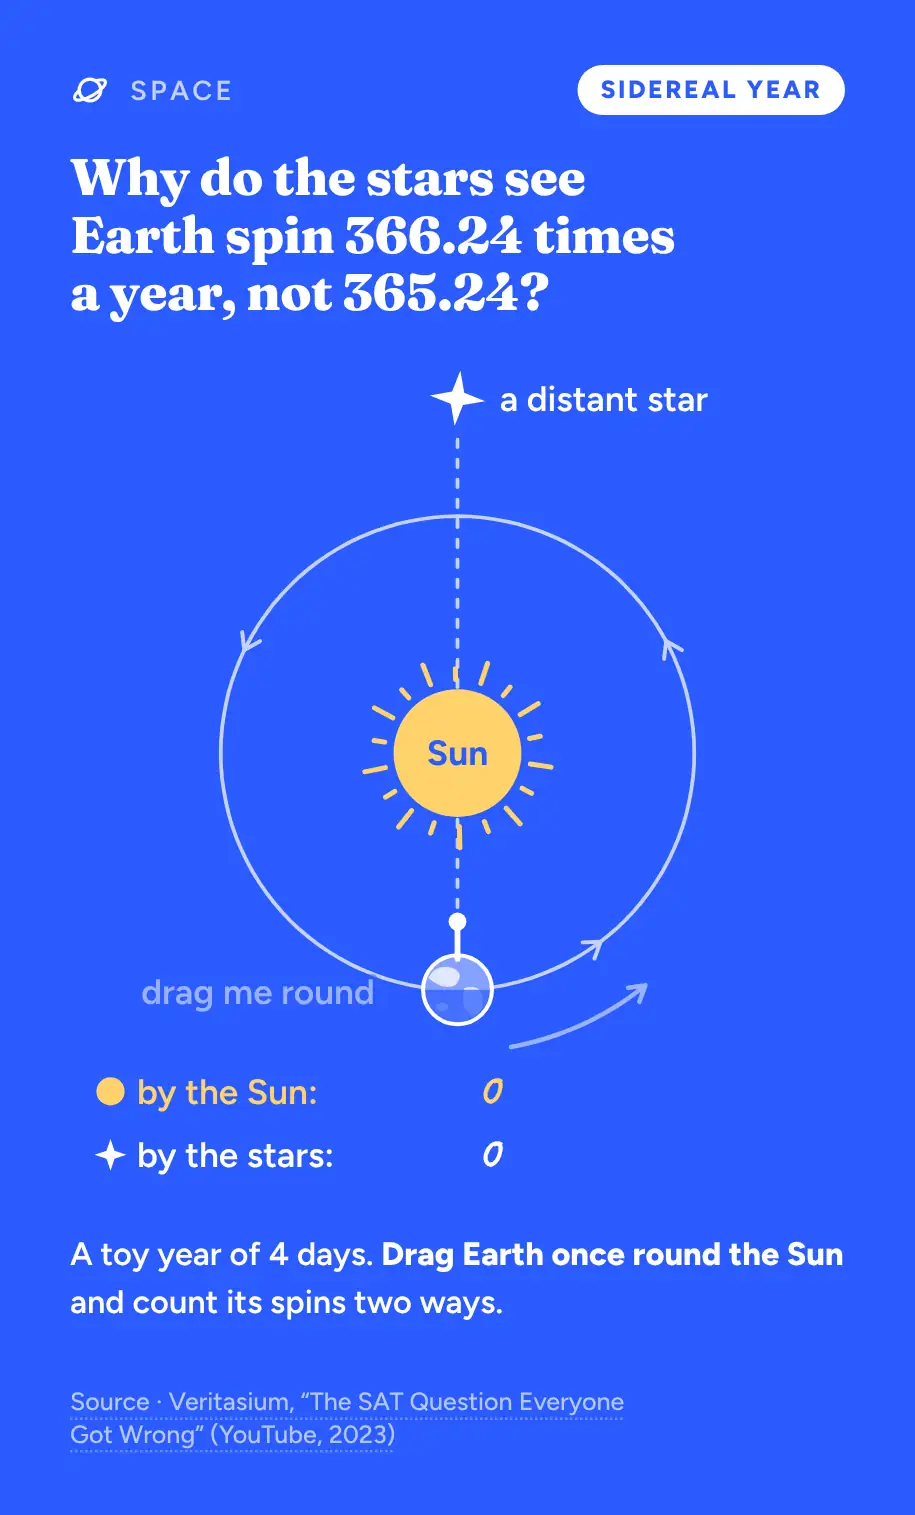 SPACE
SIDEREAL YEAR
Why do the stars see
Earth spin 366.24 times
a year, not 365.24?
a distant star
Sun
drag me round
by the Sun: 0
by the stars: 0
A toy year of 4 days. Drag Earth once round the Sun
and count its spins two ways.
Source · Veritasium, “The SAT Question Everyone
Got Wrong” (YouTube, 2023)